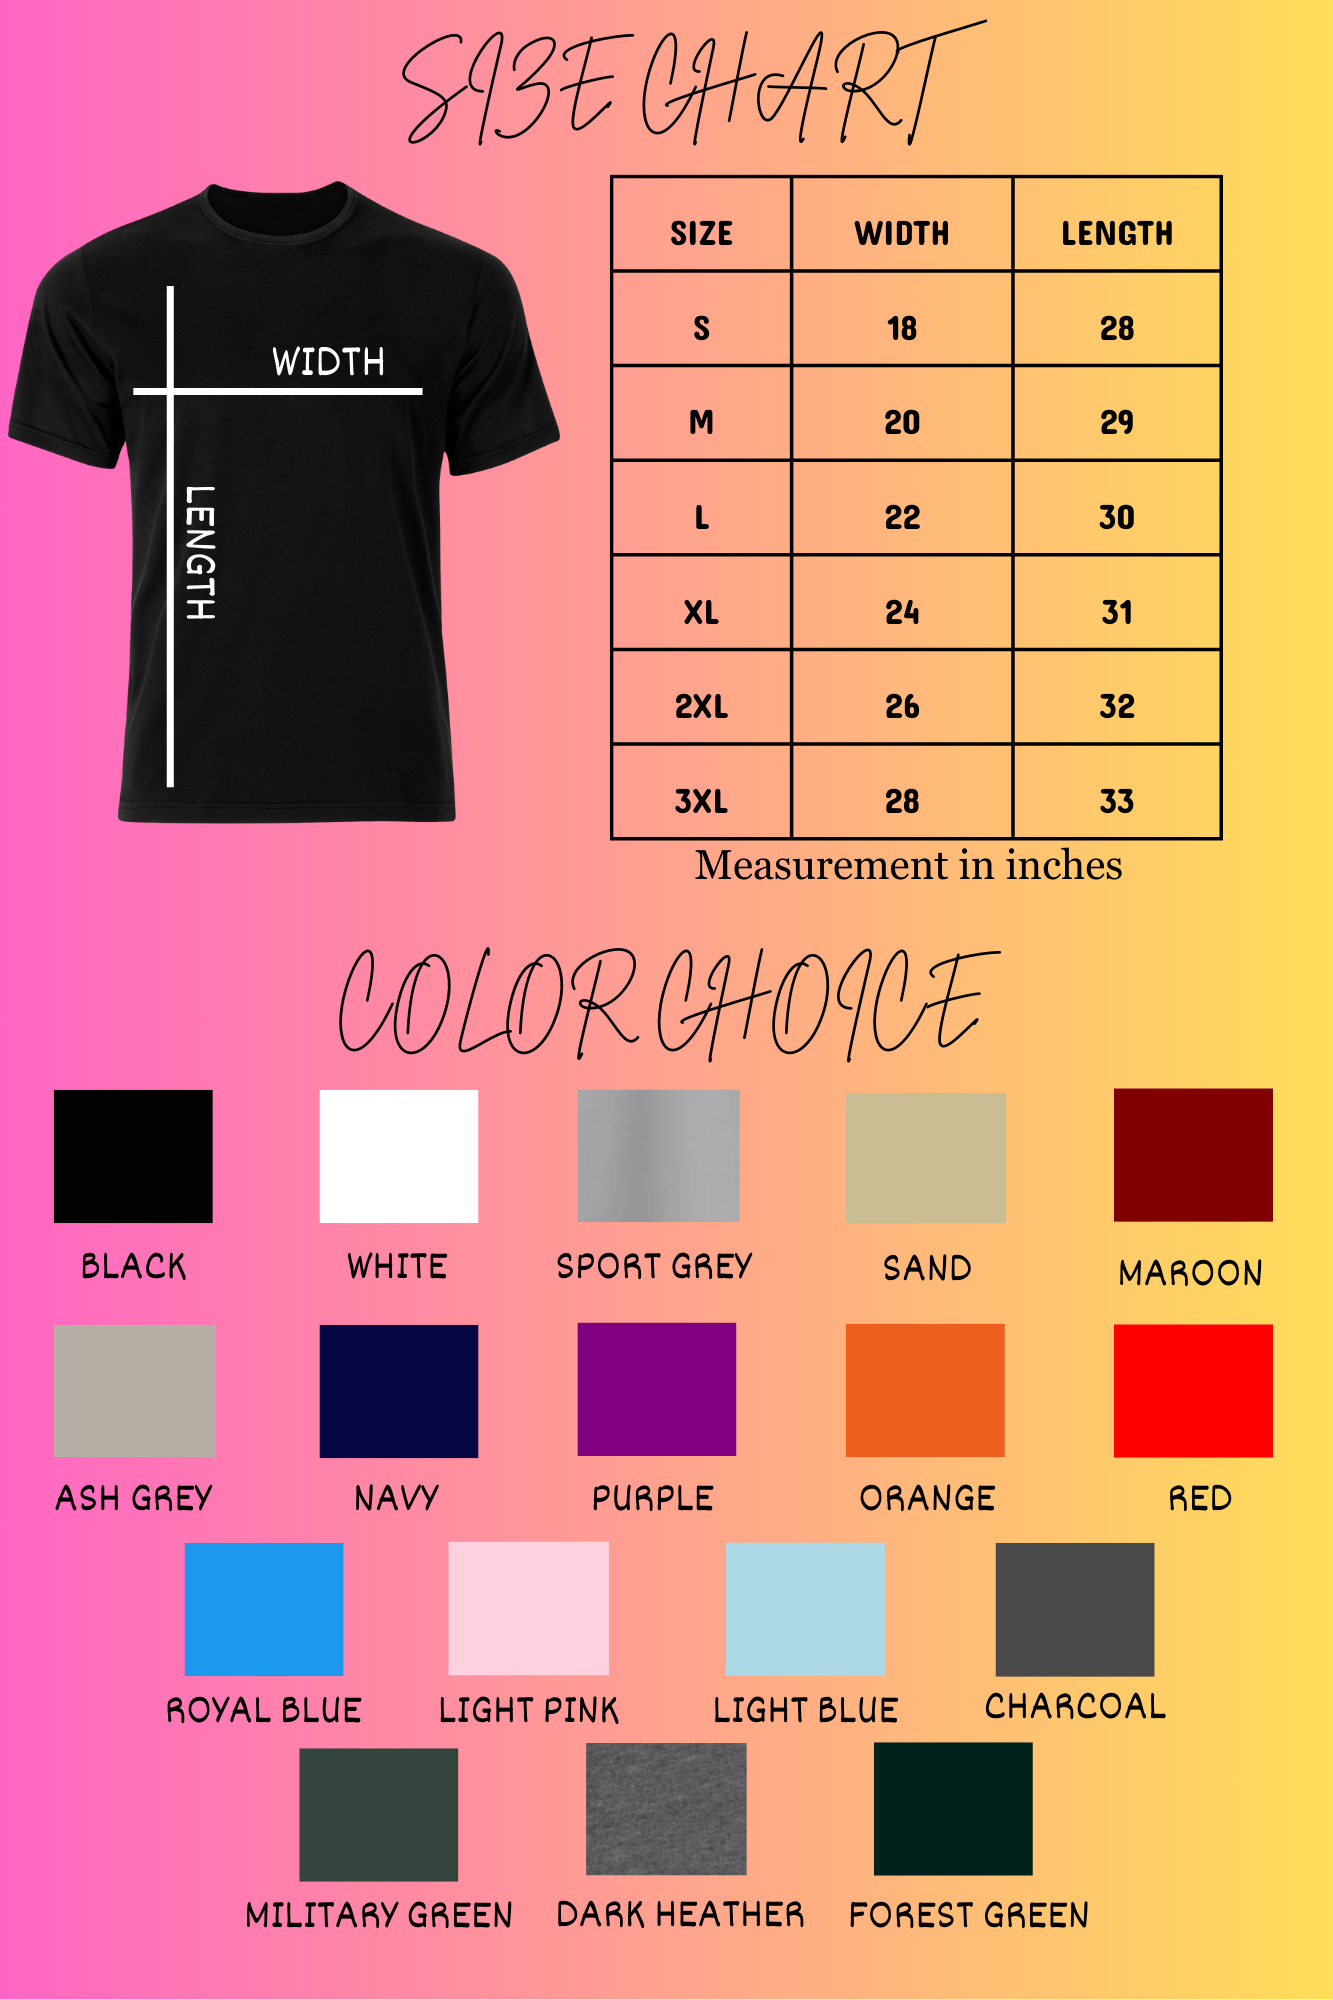 SIZE CHART
WIDTH
LENGTH
SIZE WIDTH LENGTH
S 18 28
M 20 29
L 22 30
XL 24 31
2XL 26 32
3XL 28 33
Measurement in inches
COLOR CHOICE
BLACK WHITE SPORT GREY SAND MAROON
ASH GREY NAVY PURPLE ORANGE RED
ROYAL BLUE LIGHT PINK LIGHT BLUE CHARCOAL
MILITARY GREEN DARK HEATHER FOREST GREEN